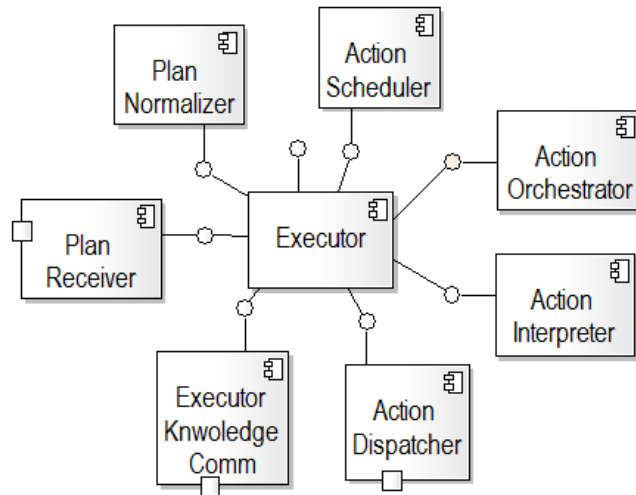 Plan
Normalizer
Action
Scheduler
Action
Orchestrator
Executor
Plan
Receiver
Action
Interpreter
Executor
Knwoledge
Comm
Action
Dispatcher